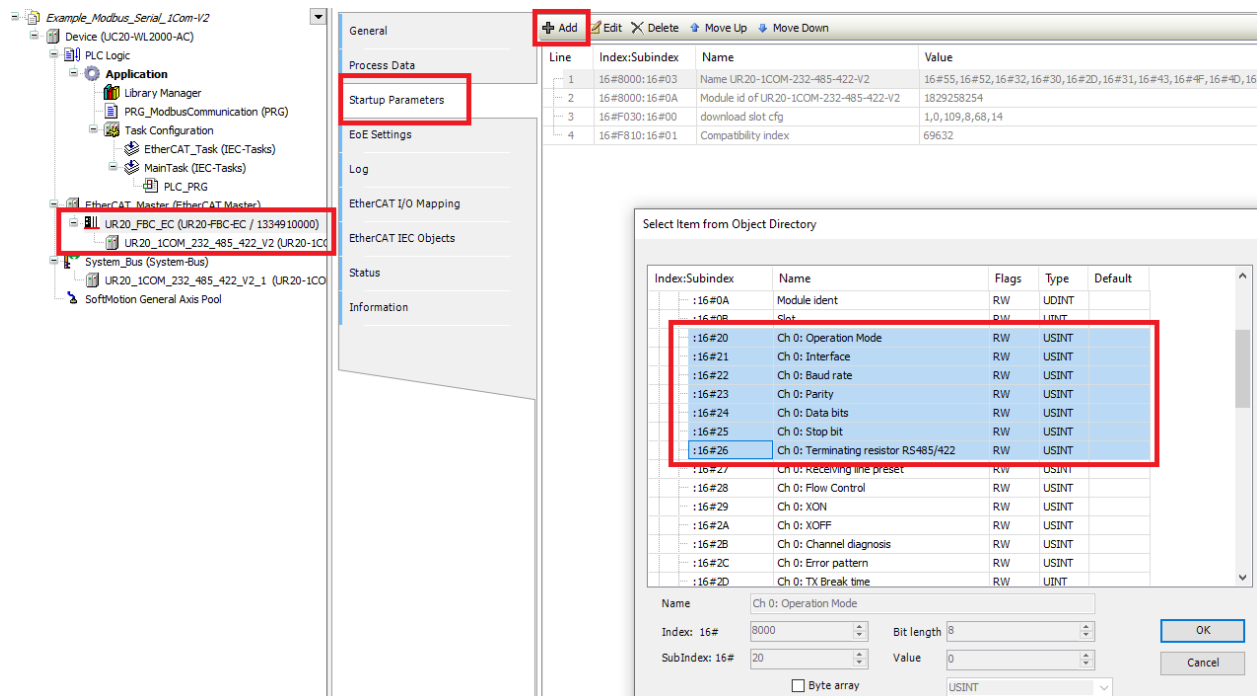 Example_Modbus_Serial_1Com-V2
Device (UC20-WL2000-AC)
PLC Logic
Application
Library Manager
PRG_ModbusCommunication (PRG)
Task Configuration
EtherCAT_Task (IEC-Tasks)
MainTask (IEC-Tasks)
PLC_PRG
EtherCAT_Master (EtherCAT Master)
UR20_FBC_EC (UR20-FBC-EC / 1334910000)
UR20_1COM_232_485_422_V2 (UR20-1CO
System_Bus (System-Bus)
UR20_1COM_232_485_422_V2_1 (UR20-1CO
SoftMotion General Axis Pool
General
Process Data
Startup Parameters
EoE Settings
Log
EtherCAT I/O Mapping
EtherCAT IEC Objects
Status
Information
Add Edit Delete Move Up Move Down
Line Index:Subindex Name Value
1 16#8000:16#03 Name UR20-1COM-232-485-422-V2 16#55,16#52,16#32,16#30,16#2D,16#31,16#43,16#4F,16#4D,16
2 16#8000:16#0A Module id of UR20-1COM-232-485-422-V2 1829258254
3 16#F030:16#00 download slot cfg 1,0,109,8,68,14
4 16#F810:16#01 Compatibility index 69632
Select Item from Object Directory
Index:Subindex Name Flags Type Default
:16#0A Module ident RW UDINT
:16#0B Slot RW UINT
:16#20 Ch 0: Operation Mode RW USINT
:16#21 Ch 0: Interface RW USINT
:16#22 Ch 0: Baud rate RW USINT
:16#23 Ch 0: Parity RW USINT
:16#24 Ch 0: Data bits RW USINT
:16#25 Ch 0: Stop bit RW USINT
:16#26 Ch 0: Terminating resistor RS485/422 RW USINT
:16#27 Ch 0: Receiving line preset RW USINT
:16#28 Ch 0: Flow Control RW USINT
:16#29 Ch 0: XON RW USINT
:16#2A Ch 0: XOFF RW USINT
:16#2B Ch 0: Channel diagnosis RW USINT
:16#2C Ch 0: Error pattern RW USINT
:16#2D Ch 0: TX Break time RW UINT
Name Ch 0: Operation Mode
Index: 16# 8000 Bit length 8 OK
SubIndex: 16# 20 Value 0 Cancel
Byte array USINT